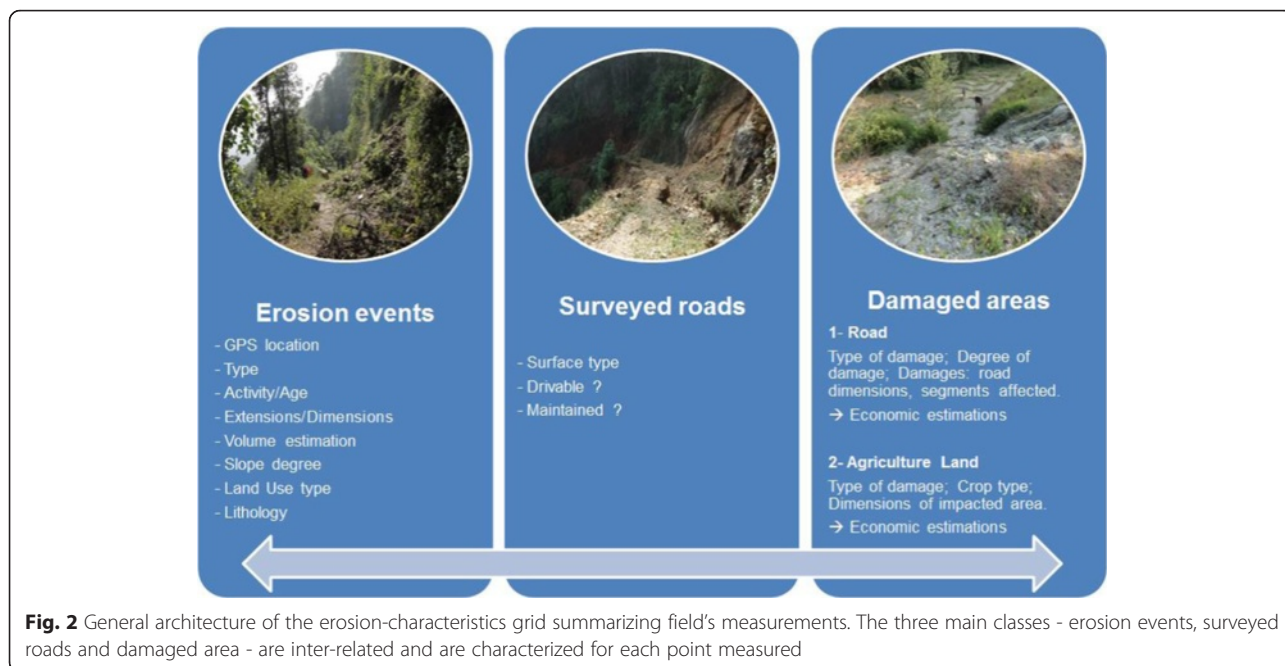 Erosion events
- GPS location
- Type
- Activity/Age
- Extensions/Dimensions
- Volume estimation
- Slope degree
- Land Use type
- Lithology
Surveyed roads
- Surface type
- Drivable ?
- Maintained ?
Damaged areas
1- Road
Type of damage; Degree of
damage; Damages: road
dimensions, segments affected.
→ Economic estimations
2- Agriculture Land
Type of damage; Crop type;
Dimensions of impacted area.
→ Economic estimations
Fig. 2 General architecture of the erosion-characteristics grid summarizing field's measurements. The three main classes - erosion events, surveyed
roads and damaged area - are inter-related and are characterized for each point measured